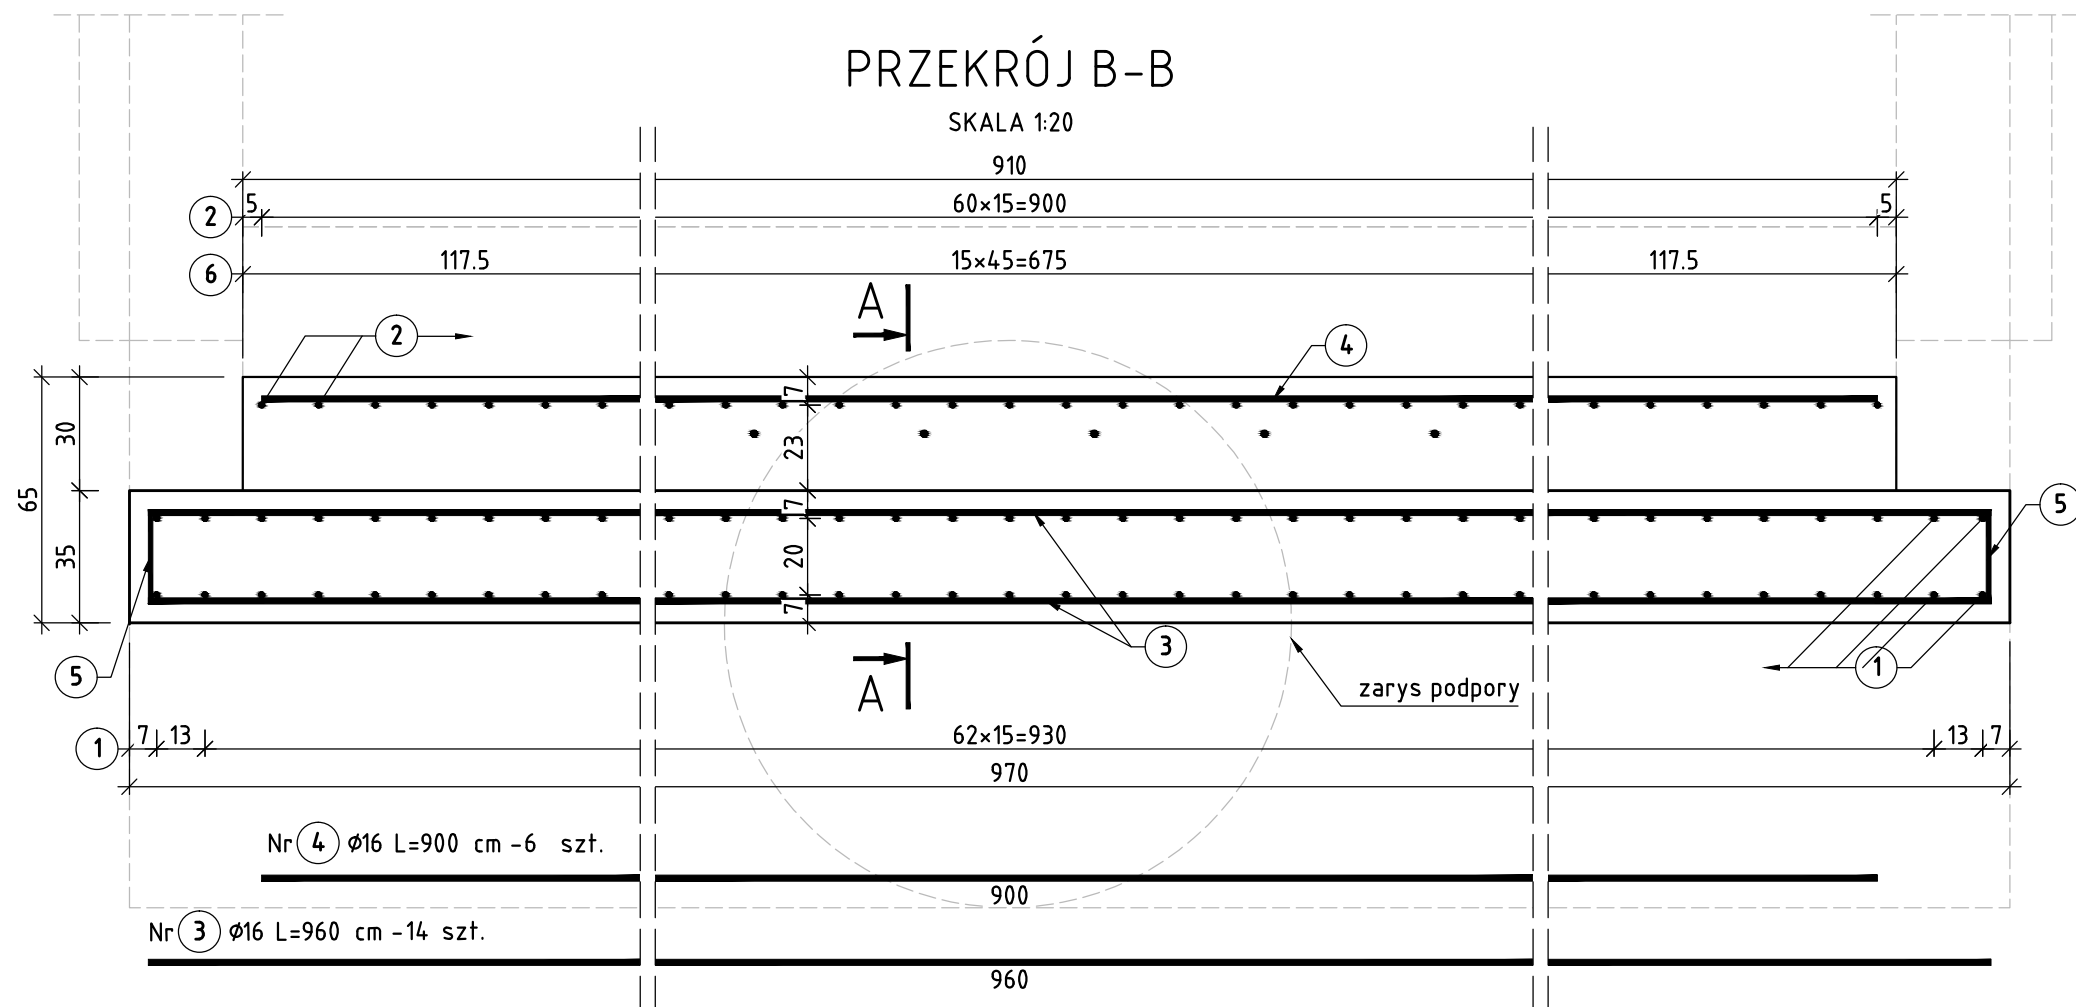 PRZEKRÓJ B-B
SKALA 1:20
910
2 5 60×15=900 5
6 117.5 15×45=675 117.5
A
2
4
7
30
23
65
7
5
35
20
7
3
5
1
A
zarys podpory
1 7 13 62×15=930 13 7
970
Nr 4 ø16 L=900 cm -6 szt.
900
Nr 3 ø16 L=960 cm -14 szt.
960